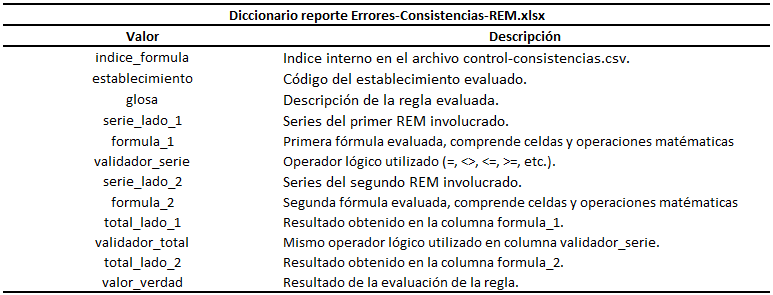 Diccionario reporte Errores-Consistencias-REM.xlsx
Valor Descripción
indice_formula Indice interno en el archivo control-consistencias.csv.
establecimiento Código del establecimiento evaluado.
glosa Descripción de la regla evaluada.
serie_lado_1 Series del primer REM involucrado.
formula_1 Primera fórmula evaluada, comprende celdas y operaciones matématicas
validador_serie Operador lógico utilizado (=, <>, <=, >=, etc.).
serie_lado_2 Series del segundo REM involucrado.
formula_2 Segunda fórmula evaluada, comprende celdas y operaciones matématicas
total_lado_1 Resultado obtenido en la columna formula_1.
validador_total Mismo operador lógico utilizado en columna validador_serie.
total_lado_2 Resultado obtenido en la columna formula_2.
valor_verdad Resultado de la evaluación de la regla.